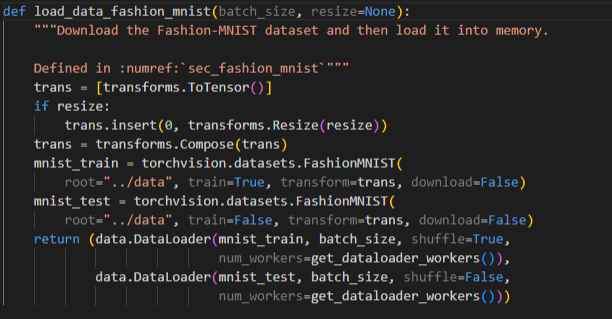 def load_data_fashion_mnist(batch_size, resize=None):
    """Download the Fashion-MNIST dataset and then load it into memory.
    Defined in :numref:`sec_fashion_mnist`"""
    trans = [transforms.ToTensor()]
    if resize:
        trans.insert(0, transforms.Resize(resize))
    trans = transforms.Compose(trans)
    mnist_train = torchvision.datasets.FashionMNIST(
        root="../data", train=True, transform=trans, download=False)
    mnist_test = torchvision.datasets.FashionMNIST(
        root="../data", train=False, transform=trans, download=False)
    return (data.DataLoader(mnist_train, batch_size, shuffle=True,
                            num_workers=get_dataloader_workers()),
            data.DataLoader(mnist_test, batch_size, shuffle=False,
                            num_workers=get_dataloader_workers()))